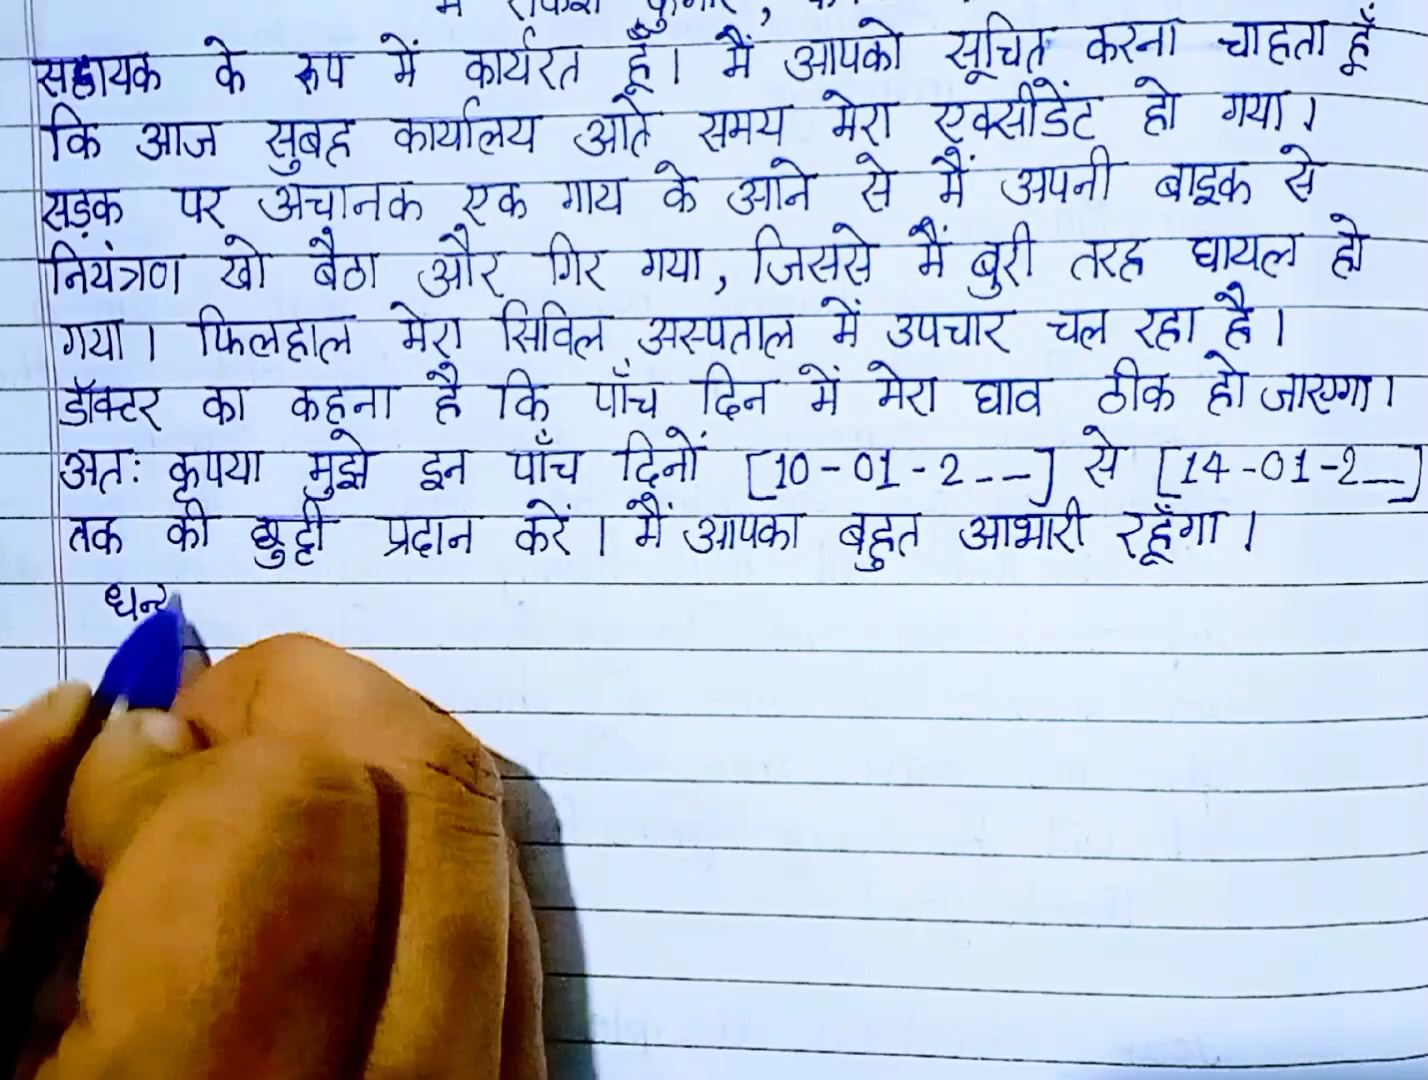 सहायक के रूप में कार्यरत हूँ। मैं आपको सूचित करना चाहता हूँ
कि आज सुबह कार्यालय आते समय मेरा एक्सीडेंट हो गया।
सड़क पर अचानक एक गाय के आने से मैं अपनी बाइक से
नियंत्रण खो बैठा और गिर गया, जिससे मैं बुरी तरह घायल हो
गया। फिलहाल मेरा सिविल अस्पताल में उपचार चल रहा है।
डॉक्टर का कहना है कि पाँच दिन में मेरा घाव ठीक हो जाएगा।
अतः कृपया मुझे इन पाँच दिनों [10-01-2--] से [14-01-2--]
तक की छुट्टी प्रदान करें। मैं आपका बहुत आभारी रहूँगा।
धन्य